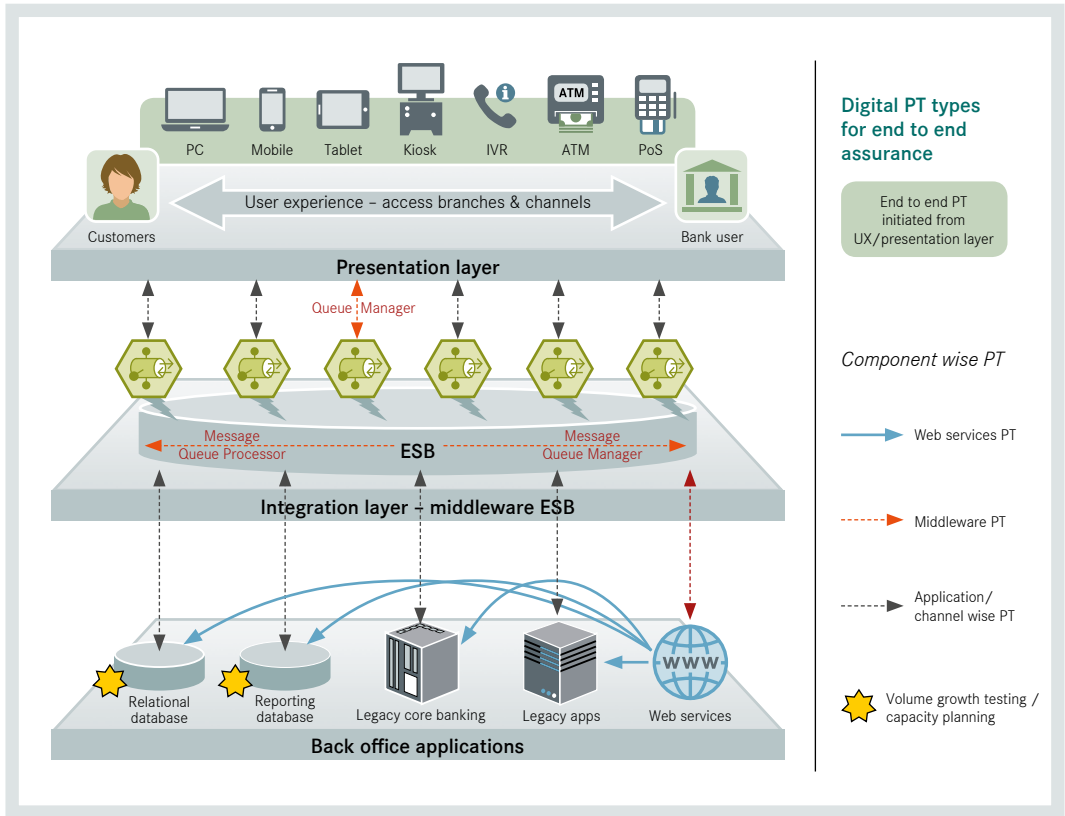 PC
Mobile
Tablet
Kiosk
IVR
ATM
ATM
PoS
i
User experience – access branches & channels
Customers
Bank user
Presentation layer
Queue Manager
Message
Queue Processor
ESB
Message
Queue Manager
Integration layer – middleware ESB
WWW
Relational
database
Reporting
database
Legacy core banking
Legacy apps
Web services
Back office applications
Digital PT types
for end to end
assurance
End to end PT
initiated from
UX/presentation layer
Component wise PT
Web services PT
Middleware PT
Application/
channel wise PT
Volume growth testing /
capacity planning